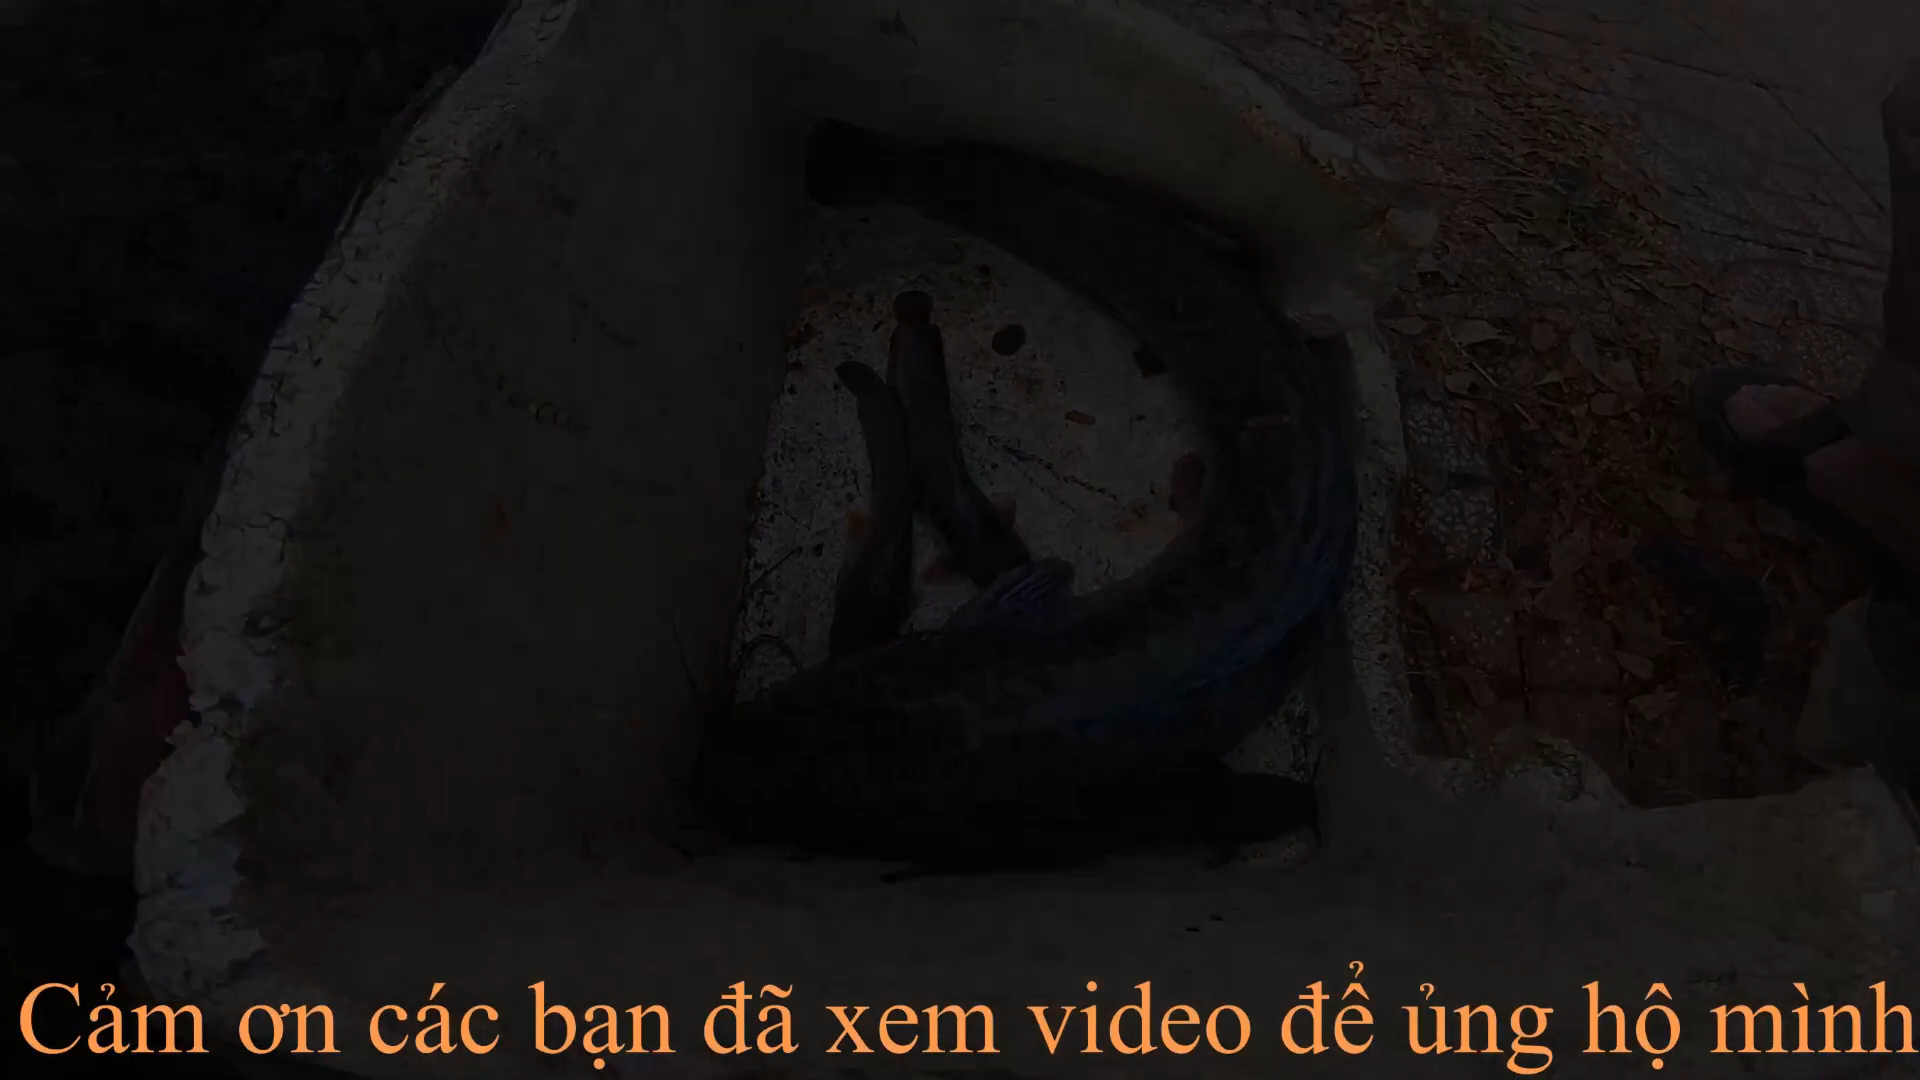 Cảm ơn các bạn đã xem video để ủng hộ mình